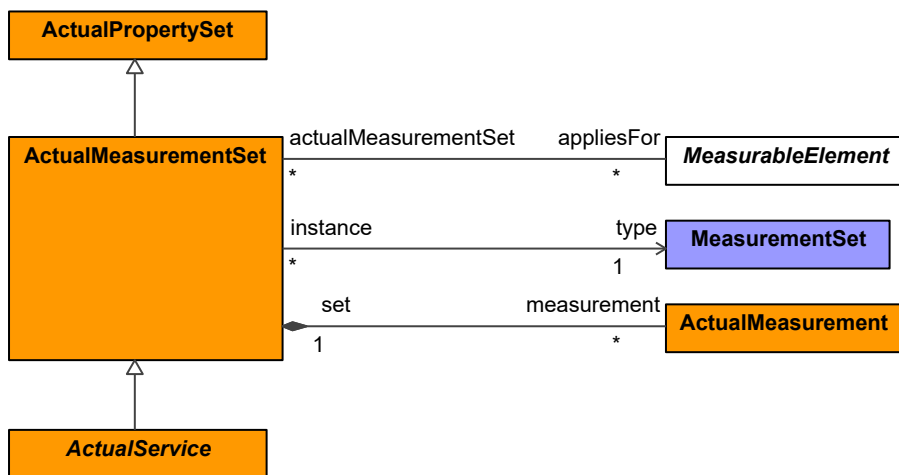 ActualPropertySet
ActualMeasurementSet
actualMeasurementSet appliesFor
* *
MeasurableElement
instance type
* 1
MeasurementSet
set measurement
1 *
ActualMeasurement
ActualService